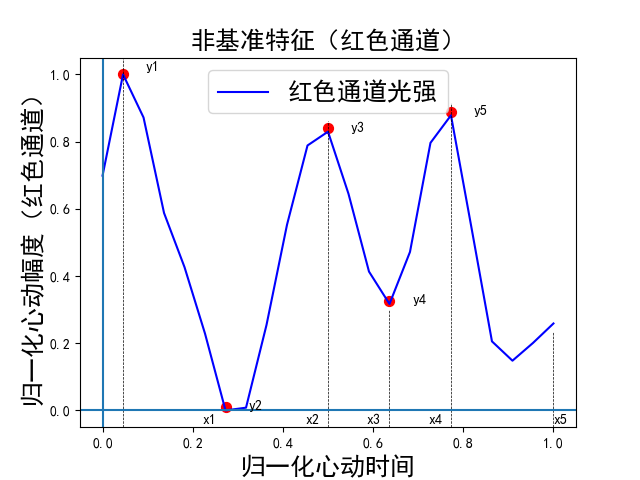 非基准特征（红色通道）
红色通道光强
y1
y5
y3
y4
y2
x1
x2
x3
x4
x5
1.0
0.8
0.6
0.4
0.2
0.0
归一化心动幅度（红色通道）
0.0
0.2
0.4
0.6
0.8
1.0
归一化心动时间